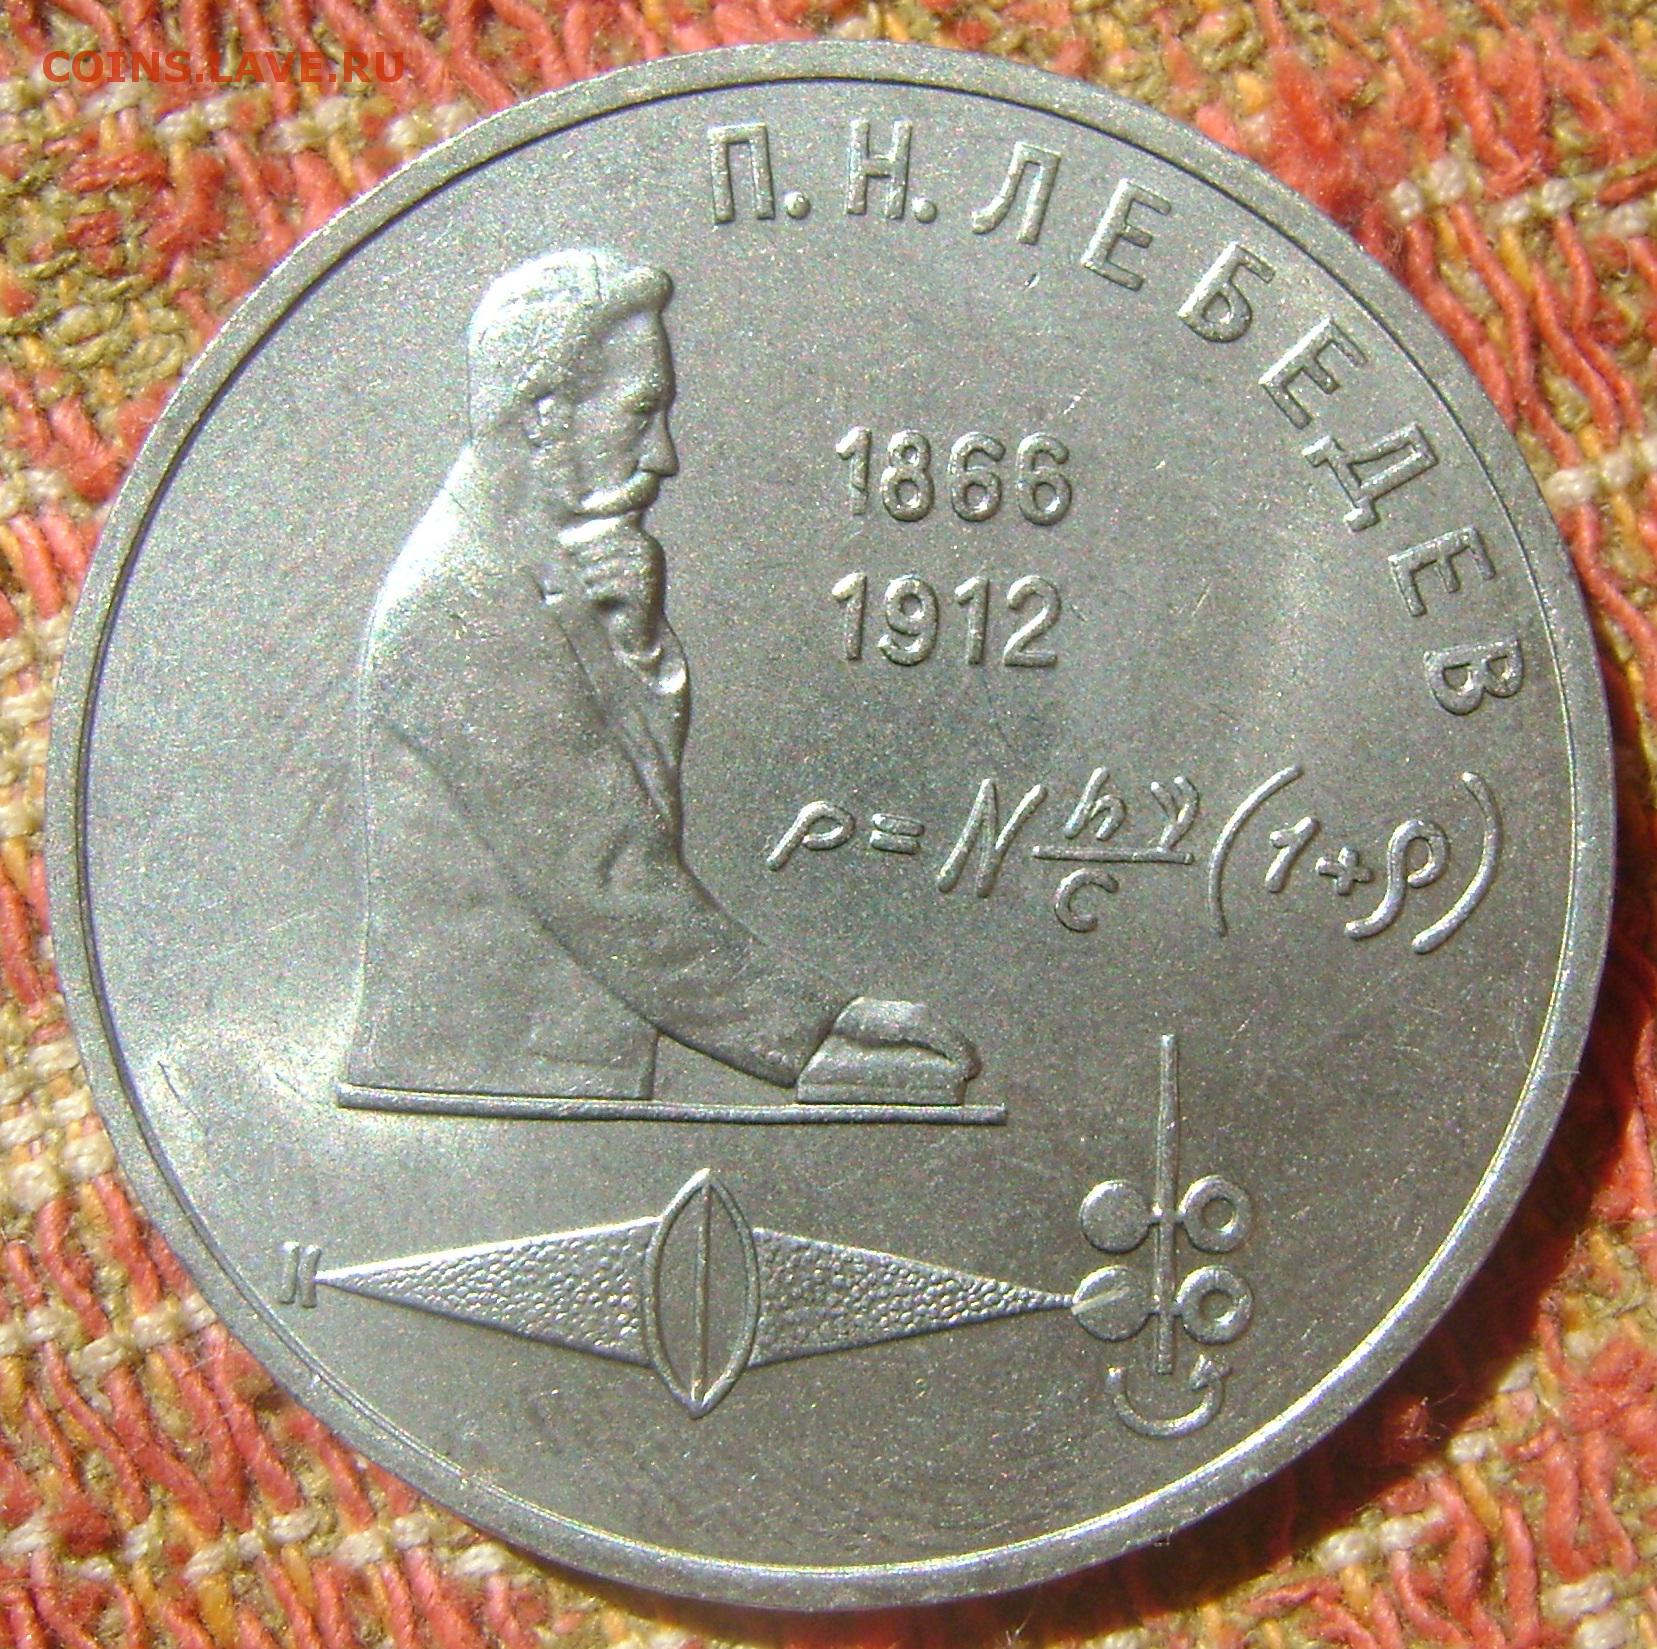 COINS.LAVE.RU
П.Н.ЛЕБЕДЕВ
1866
1912
p=N hν/c (1+ρ)
И